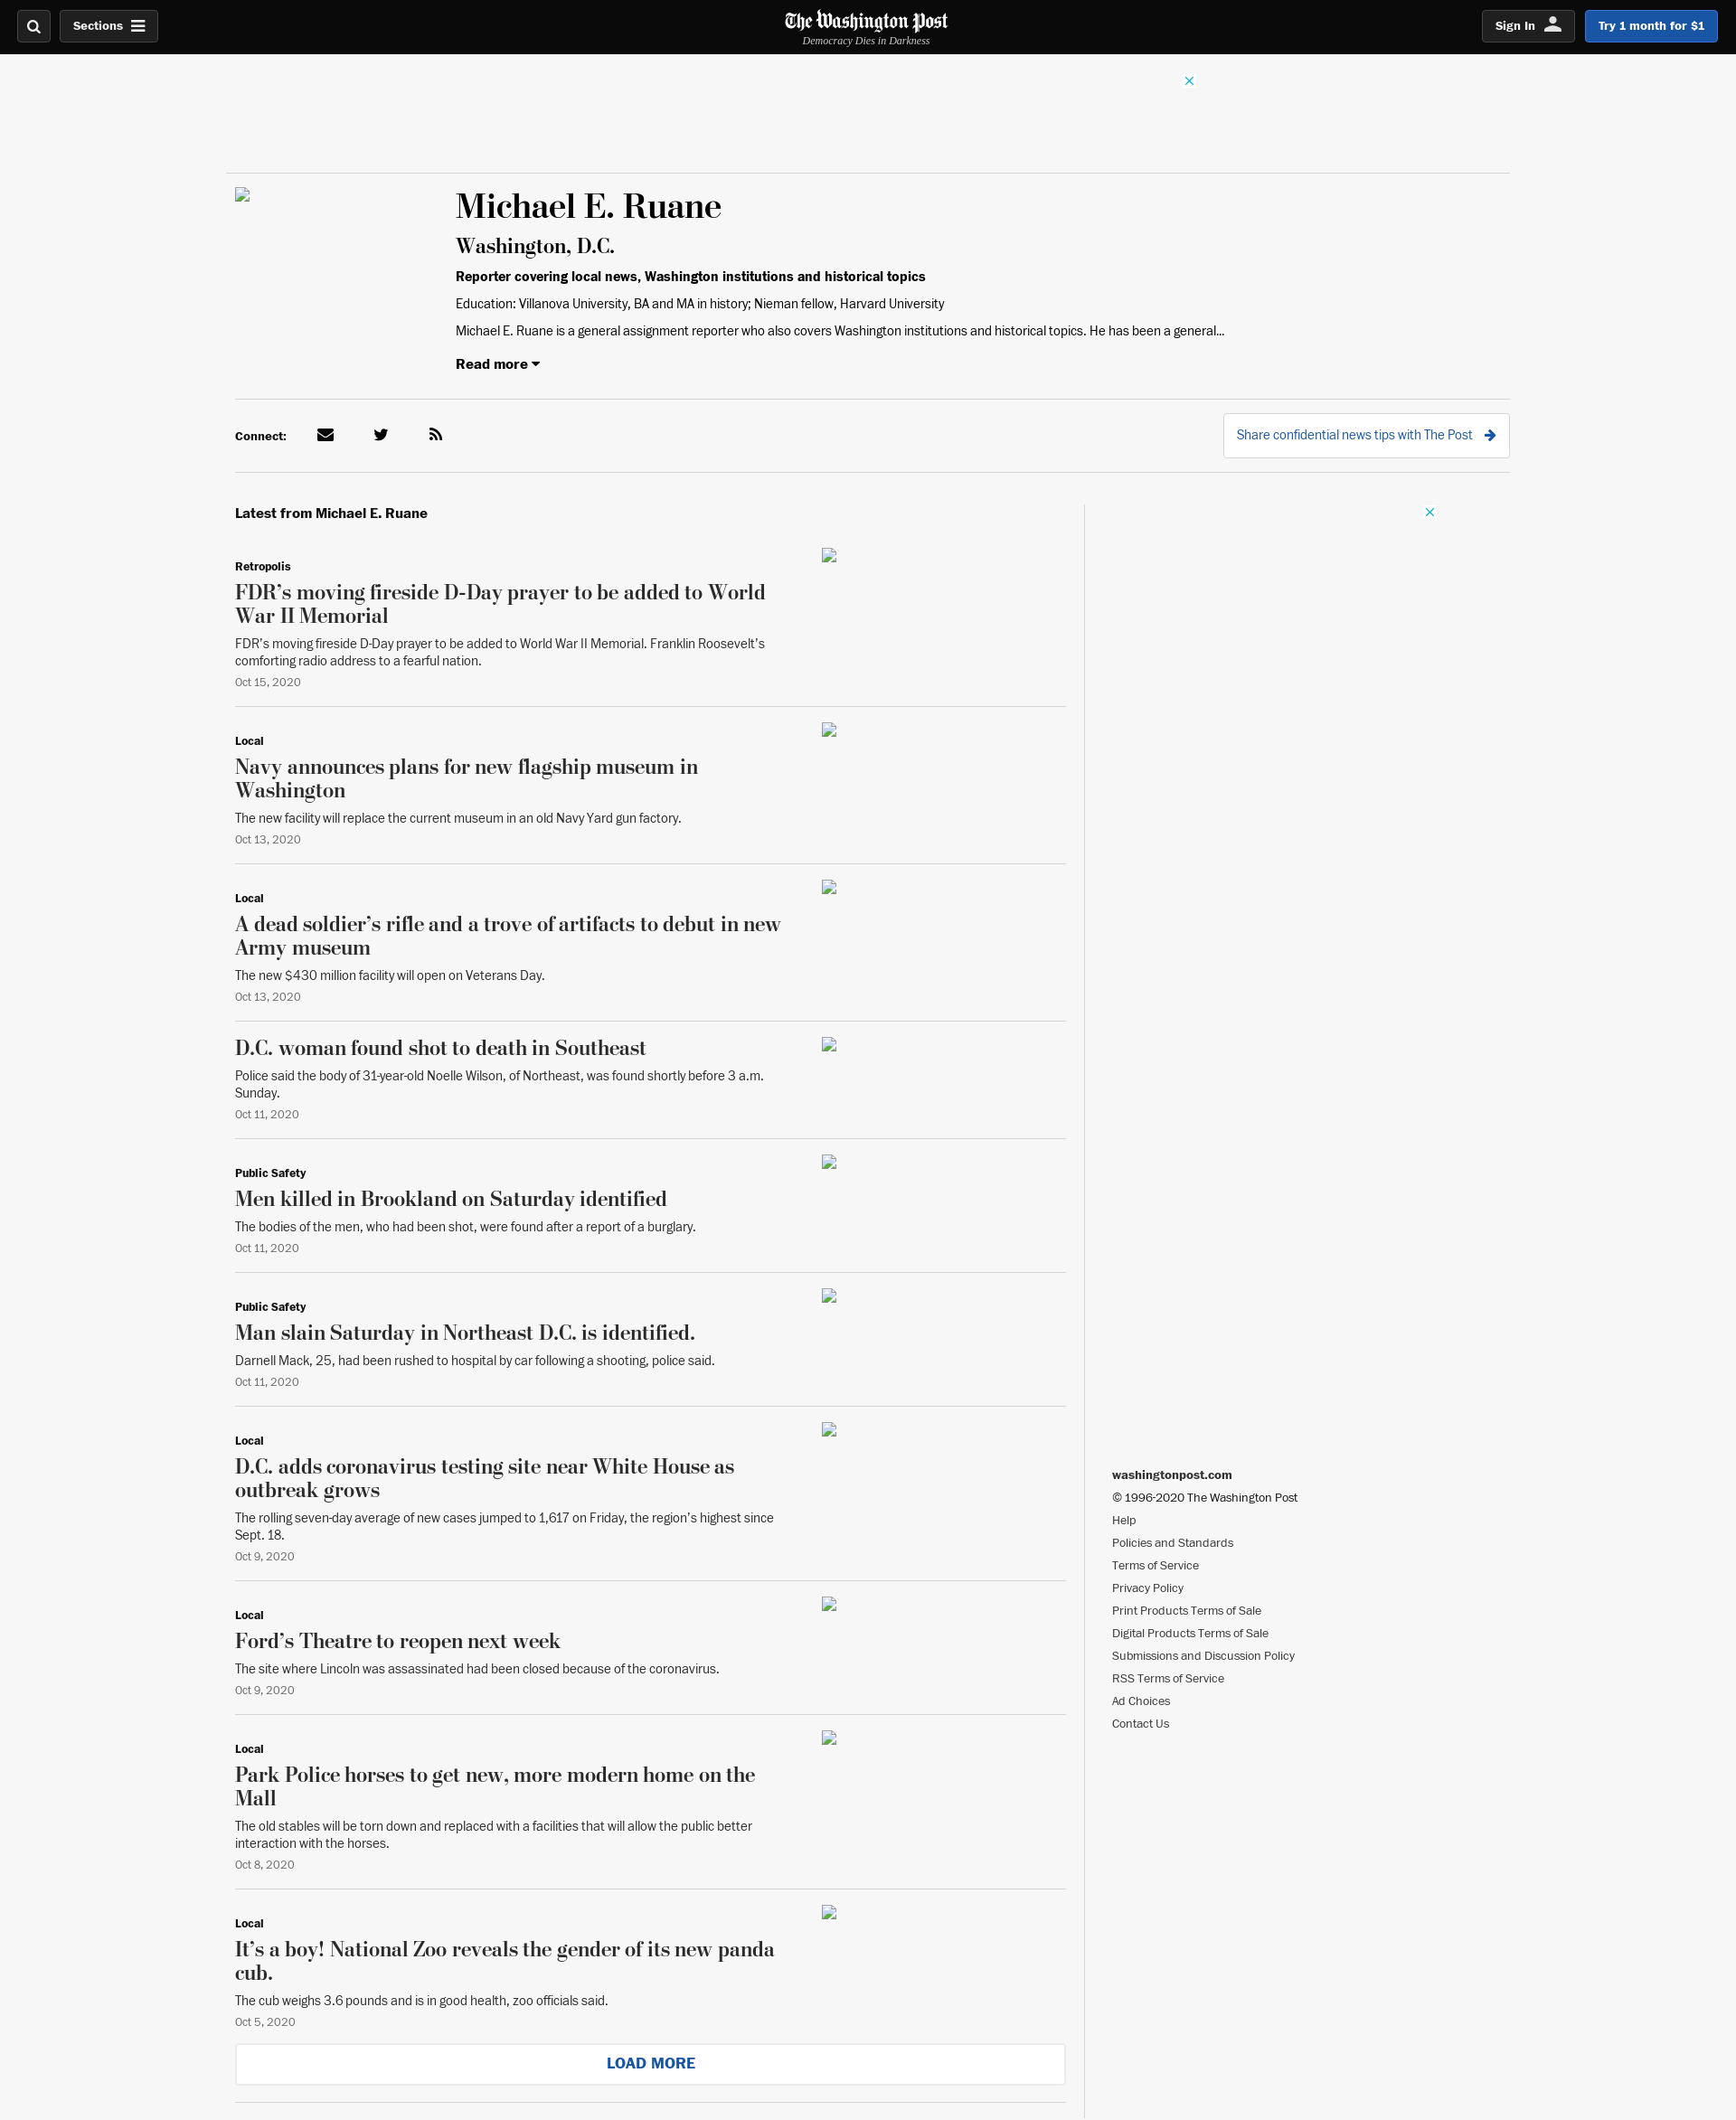 Sections
The Washington Post
Democracy Dies in Darkness
Sign In
Try 1 month for $1
Michael E. Ruane
Washington, D.C.
Reporter covering local news, Washington institutions and historical topics
Education: Villanova University, BA and MA in history; Nieman fellow, Harvard University
Michael E. Ruane is a general assignment reporter who also covers Washington institutions and historical topics. He has been a general...
Read more
Connect:
Share confidential news tips with The Post
Latest from Michael E. Ruane
Retropolis
FDR’s moving fireside D-Day prayer to be added to World
War II Memorial
FDR’s moving fireside D-Day prayer to be added to World War II Memorial. Franklin Roosevelt’s
comforting radio address to a fearful nation.
Oct 15, 2020
Local
Navy announces plans for new flagship museum in
Washington
The new facility will replace the current museum in an old Navy Yard gun factory.
Oct 13, 2020
Local
A dead soldier’s rifle and a trove of artifacts to debut in new
Army museum
The new $430 million facility will open on Veterans Day.
Oct 13, 2020
D.C. woman found shot to death in Southeast
Police said the body of 31-year-old Noelle Wilson, of Northeast, was found shortly before 3 a.m.
Sunday.
Oct 11, 2020
Public Safety
Men killed in Brookland on Saturday identified
The bodies of the men, who had been shot, were found after a report of a burglary.
Oct 11, 2020
Public Safety
Man slain Saturday in Northeast D.C. is identified.
Darnell Mack, 25, had been rushed to hospital by car following a shooting, police said.
Oct 11, 2020
Local
D.C. adds coronavirus testing site near White House as
outbreak grows
The rolling seven-day average of new cases jumped to 1,617 on Friday, the region’s highest since
Sept. 18.
Oct 9, 2020
Local
Ford’s Theatre to reopen next week
The site where Lincoln was assassinated had been closed because of the coronavirus.
Oct 9, 2020
Local
Park Police horses to get new, more modern home on the
Mall
The old stables will be torn down and replaced with a facilities that will allow the public better
interaction with the horses.
Oct 8, 2020
Local
It’s a boy! National Zoo reveals the gender of its new panda
cub.
The cub weighs 3.6 pounds and is in good health, zoo officials said.
Oct 5, 2020
LOAD MORE
washingtonpost.com
© 1996-2020 The Washington Post
Help
Policies and Standards
Terms of Service
Privacy Policy
Print Products Terms of Sale
Digital Products Terms of Sale
Submissions and Discussion Policy
RSS Terms of Service
Ad Choices
Contact Us